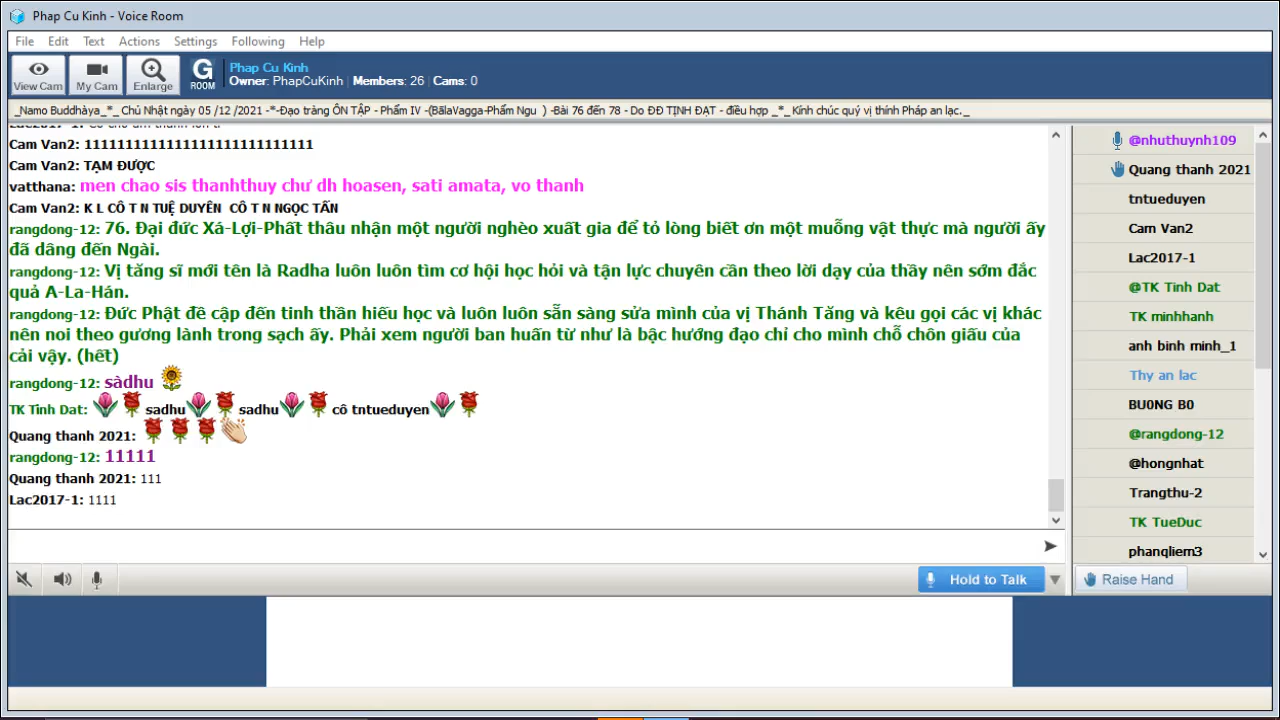 Phap Cu Kinh - Voice Room
File Edit Text Actions Settings Following Help
View Cam My Cam Enlarge G ROOM
Phap Cu Kinh
Owner: PhapCuKinh | Members: 26 | Cams: 0
_Namo Buddhàya_*_ Chủ Nhật ngày 05 /12 /2021 -*-Đạo tràng ÔN TẬP - Phẩm IV -(BãlaVagga-Phẩm Ngu ) -Bài 76 đến 78 - Do ĐĐ TỊNH ĐẠT - điều hợp _*_ Kính chúc quý vị thính Pháp an lạc._
Cam Van2: 1111111111111111111111111111
Cam Van2: TẠM ĐƯỢC
vatthana: men chao sis thanhthuy chư dh hoasen, sati amata, vo thanh
Cam Van2: K L CÔ T N TUỆ DUYÊN CÔ T N NGỌC TẤN
rangdong-12: 76. Đại đức Xá-Lợi-Phất thâu nhận một người nghèo xuất gia để tỏ lòng biết ơn một muỗng vật thực mà người ấy
đã dâng đến Ngài.
rangdong-12: Vị tăng sĩ mới tên là Radha luôn luôn tìm cơ hội học hỏi và tận lực chuyên cần theo lời dạy của thầy nên sớm đắc
quả A-La-Hán.
rangdong-12: Đức Phật đề cập đến tinh thần hiếu học và luôn luôn sẵn sàng sửa mình của vị Thánh Tăng và kêu gọi các vị khác
nên noi theo gương lành trong sạch ấy. Phải xem người ban huấn từ như là bậc hướng đạo chỉ cho mình chỗ chôn giấu của
cải vậy. (hết)
rangdong-12: sàdhu
TK Tinh Dat: sadhu sadhu cô tntueduyen
Quang thanh 2021:
rangdong-12: 11111
Quang thanh 2021: 111
Lac2017-1: 1111
@nhuthuynh109
Quang thanh 2021
tntueduyen
Cam Van2
Lac2017-1
@TK Tinh Dat
TK minhhanh
anh binh minh_1
Thy an lac
BU0NG B0
@rangdong-12
@hongnhat
Trangthu-2
TK TueDuc
phanqliem3
Hold to Talk
Raise Hand